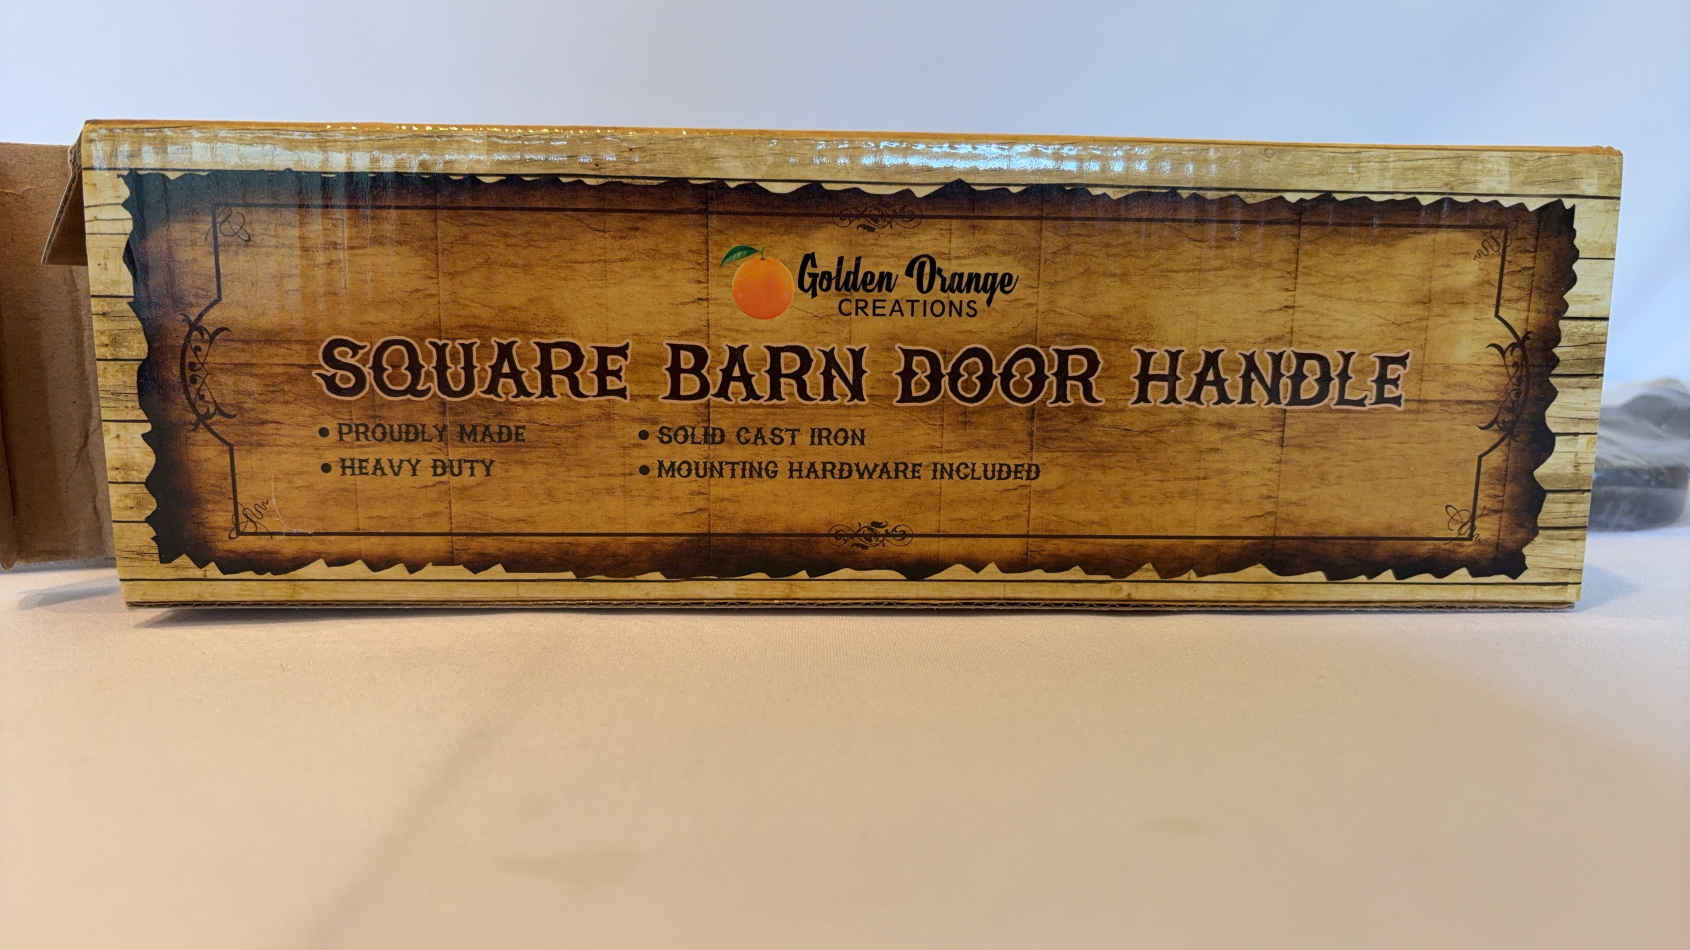 Golden Orange
CREATIONS
SQUARE BARN DOOR HANDLE
• PROUDLY MADE
• HEAVY DUTY
• SOLID CAST IRON
• MOUNTING HARDWARE INCLUDED